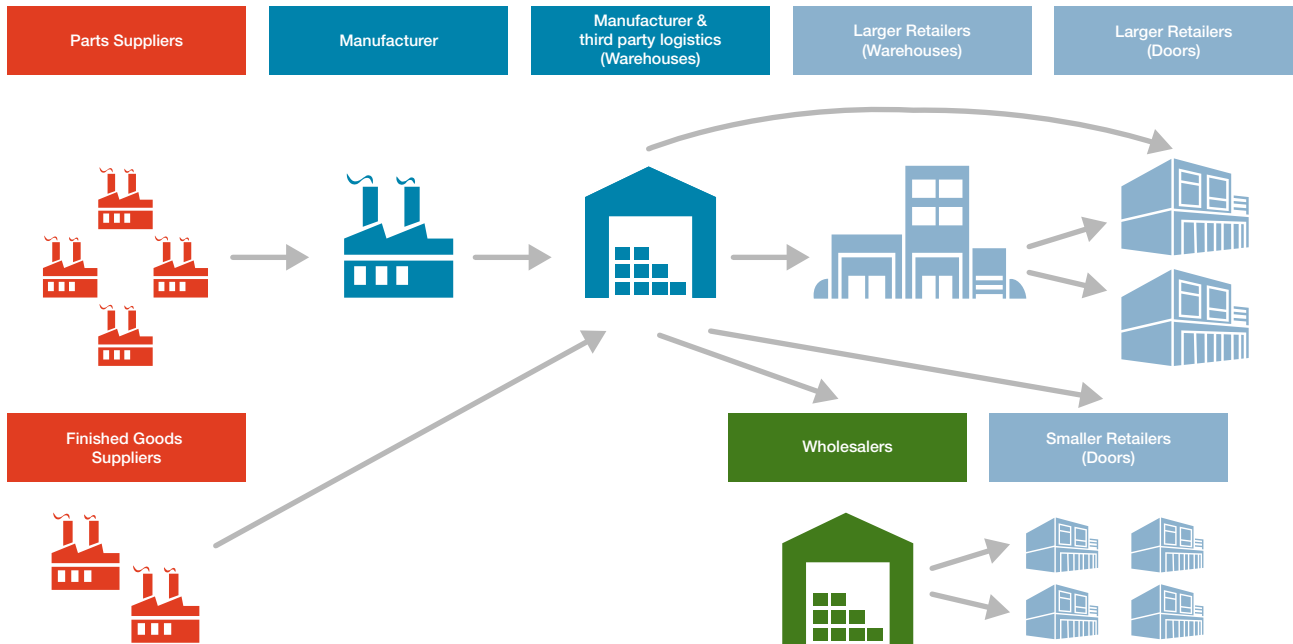 Parts Suppliers
Manufacturer
Manufacturer &
third party logistics
(Warehouses)
Larger Retailers
(Warehouses)
Larger Retailers
(Doors)
Finished Goods
Suppliers
Wholesalers
Smaller Retailers
(Doors)